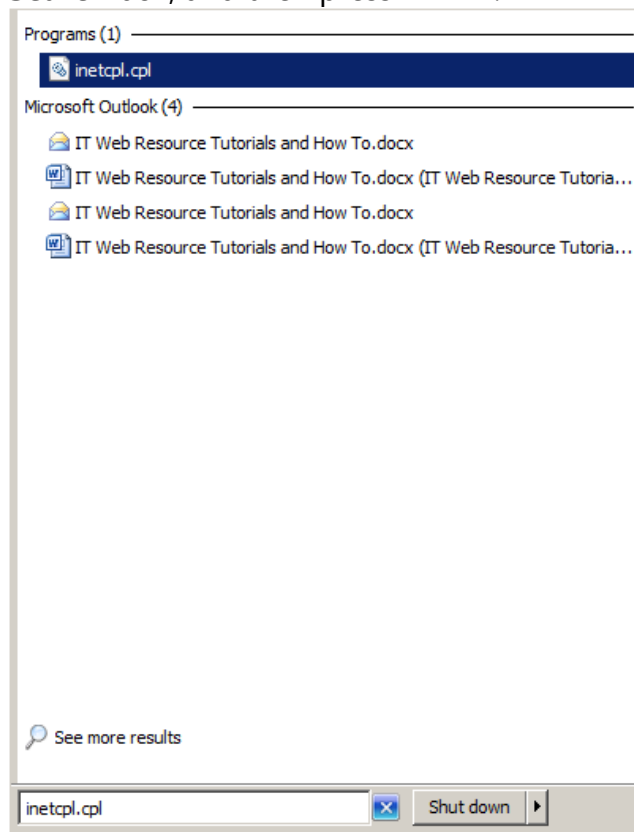 Programs (1)
inetcpl.cpl
Microsoft Outlook (4)
IT Web Resource Tutorials and How To.docx
IT Web Resource Tutorials and How To.docx (IT Web Resource Tutoria...
IT Web Resource Tutorials and How To.docx
IT Web Resource Tutorials and How To.docx (IT Web Resource Tutoria...
See more results
inetcpl.cpl Shut down